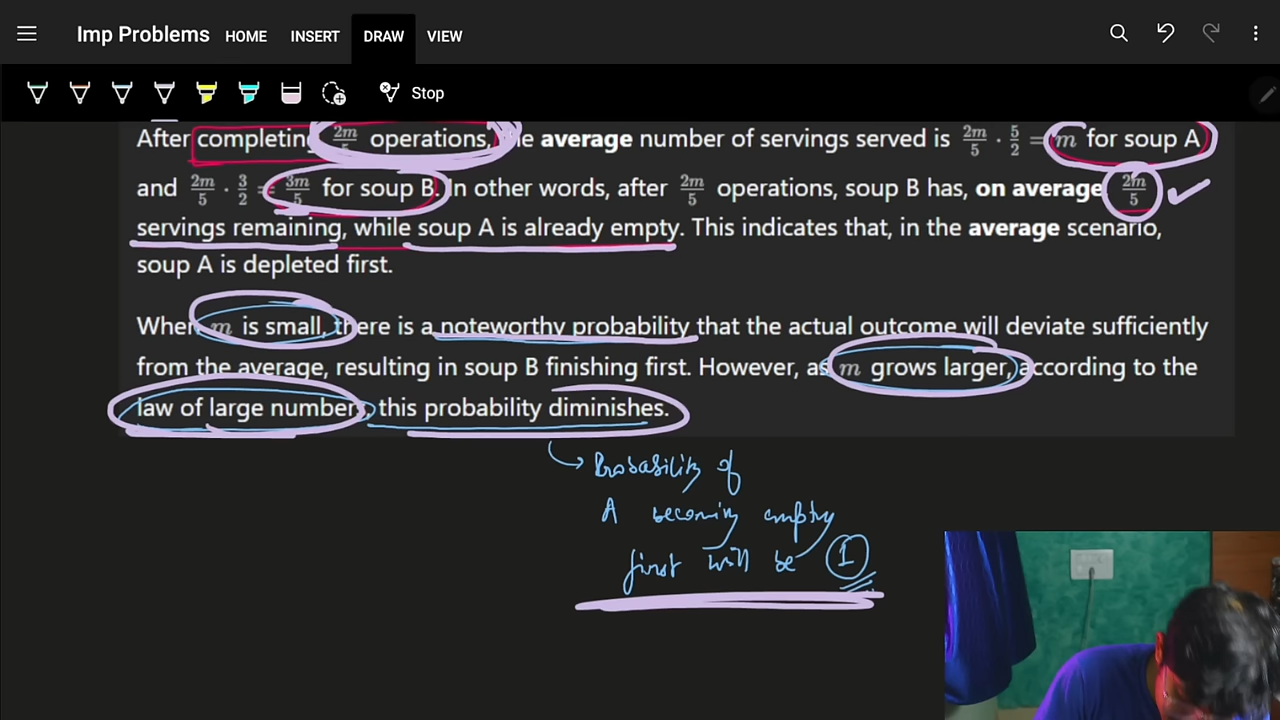 Imp Problems HOME INSERT DRAW VIEW
Stop
After completing 2m/5 operations, the average number of servings served is 2m/5 · 5/2 = m for soup A
and 2m/5 · 3/2 = 3m/5 for soup B. In other words, after 2m/5 operations, soup B has, on average 2m/5
servings remaining, while soup A is already empty. This indicates that, in the average scenario,
soup A is depleted first.
When m is small, there is a noteworthy probability that the actual outcome will deviate sufficiently
from the average, resulting in soup B finishing first. However, as m grows larger, according to the
law of large numbers, this probability diminishes.
Probability of
A becoming empty
first will be 1